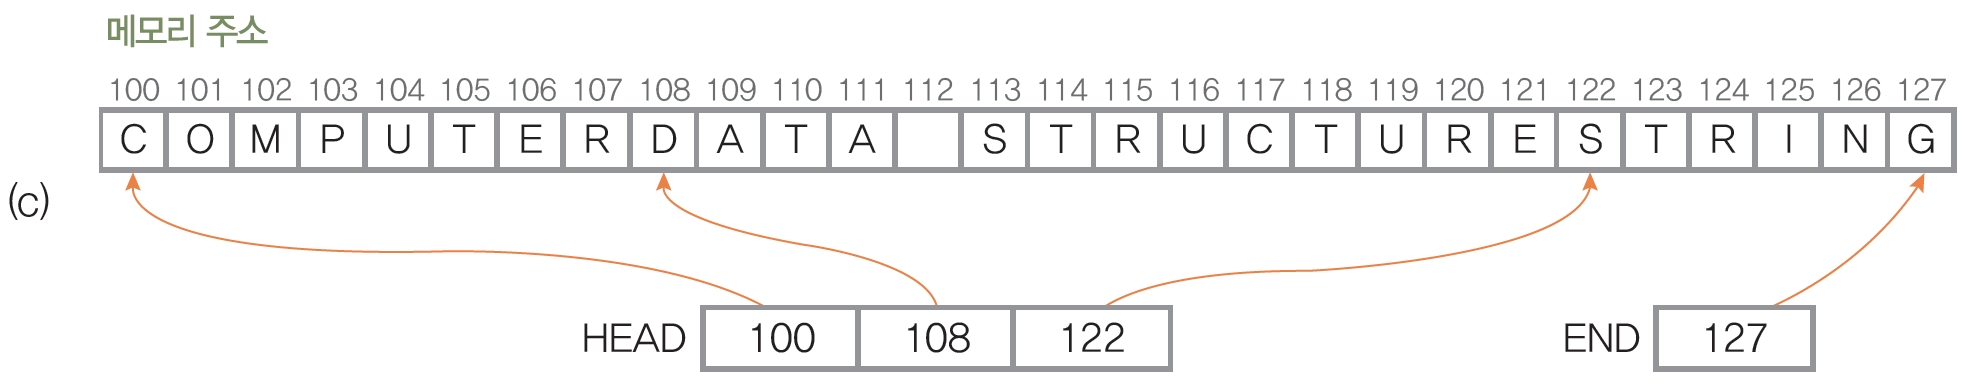 메모리 주소
100 101 102 103 104 105 106 107 108 109 110 111 112 113 114 115 116 117 118 119 120 121 122 123 124 125 126 127
C O M P U T E R D A T A S T R U C T U R E S T R I N G
(c)
HEAD 100 108 122 END 127